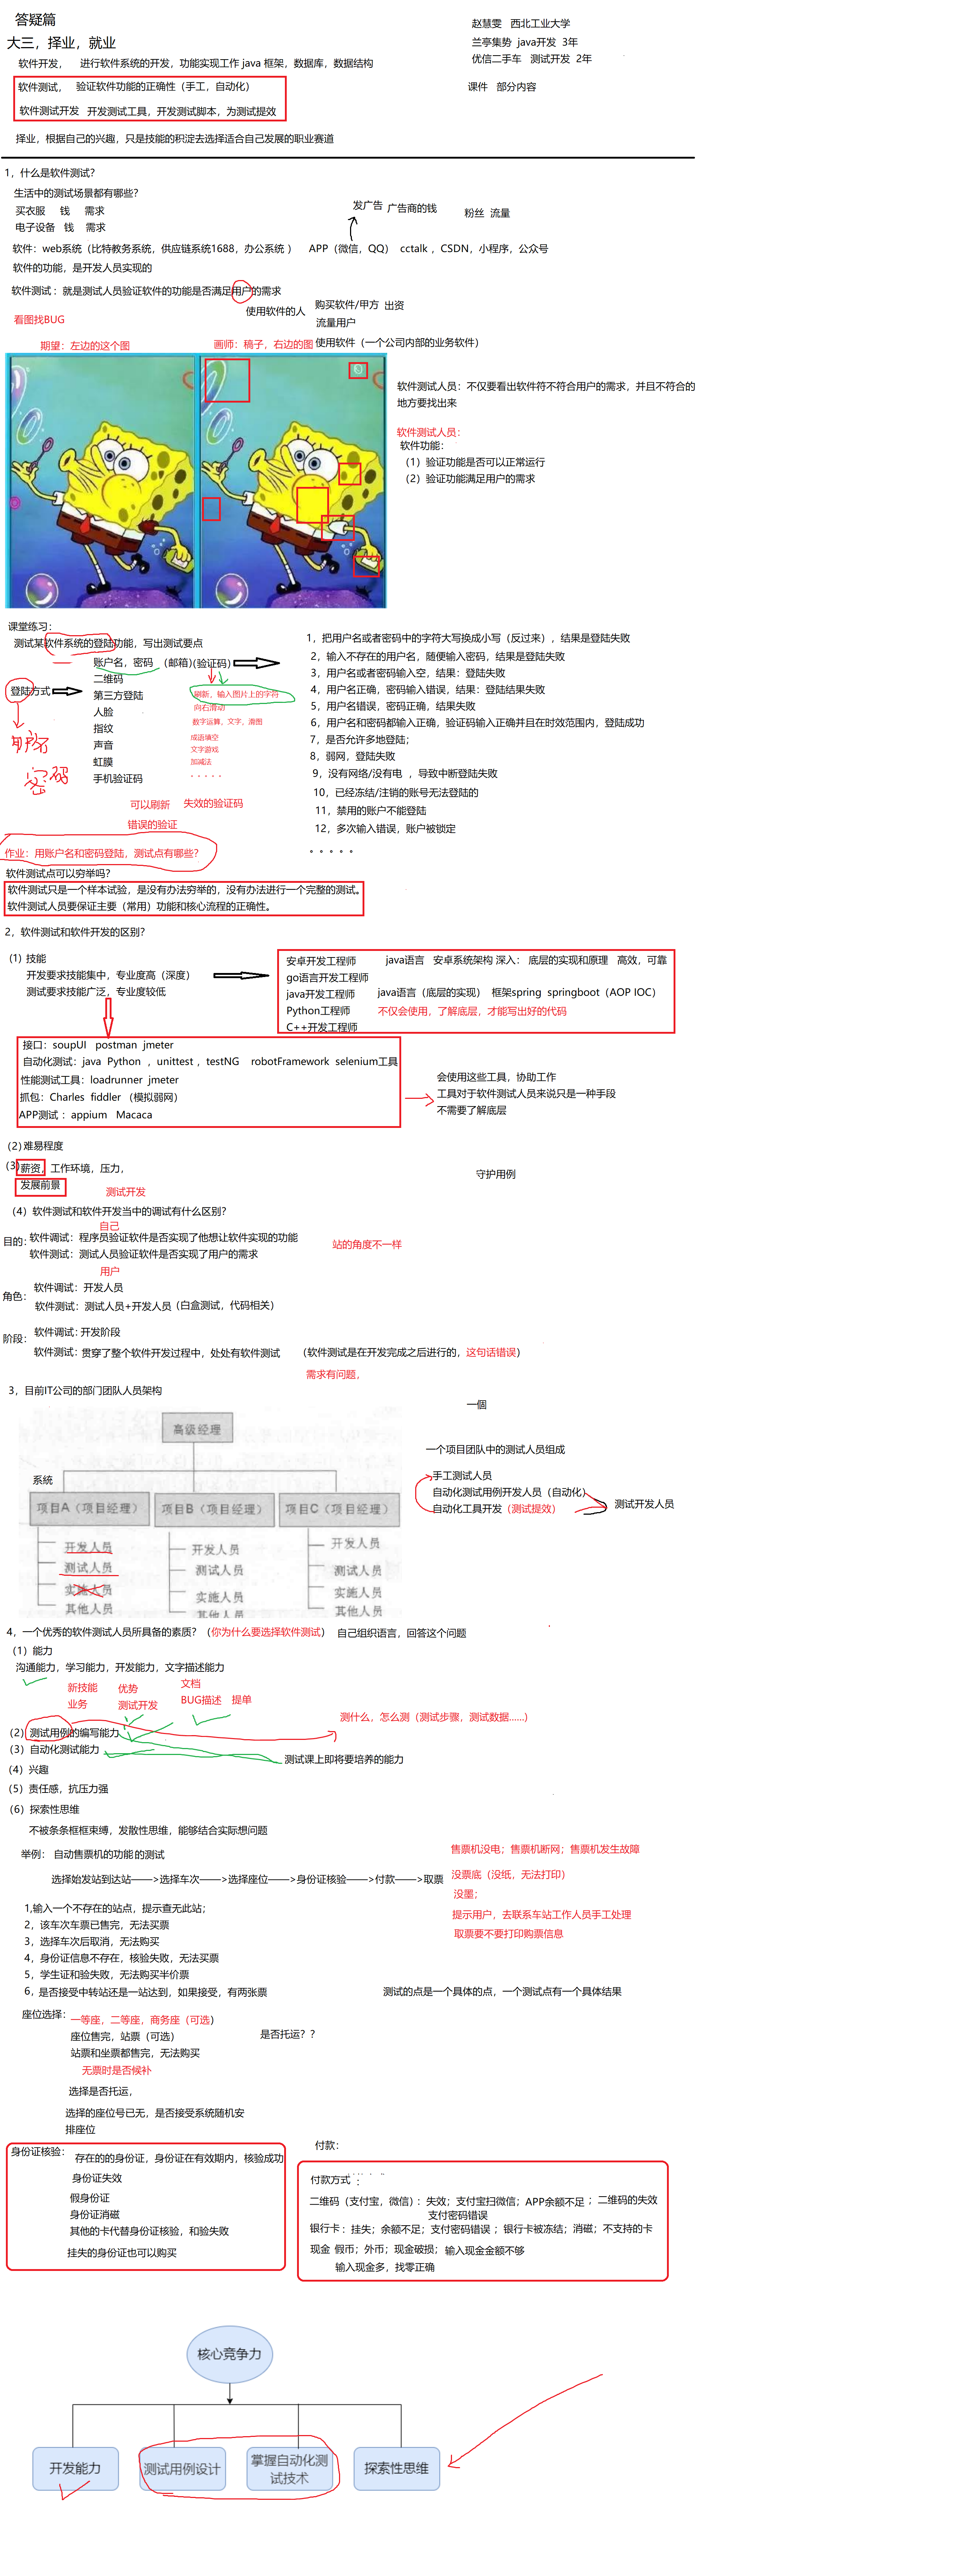 答疑篇
大三，择业，就业
软件开发， 进行软件系统的开发，功能实现工作 java 框架，数据库，数据结构
软件测试， 验证软件功能的正确性（手工，自动化）
软件测试开发 开发测试工具，开发测试脚本，为测试提效
择业，根据自己的兴趣，只是技能的积淀去选择适合自己发展的职业赛道
赵慧雯 西北工业大学
兰亭集势 java开发 3年
优信二手车 测试开发 2年
课件 部分内容
1，什么是软件测试？
生活中的测试场景都有哪些？
买衣服 钱 需求
电子设备 钱 需求
发广告 广告商的钱 粉丝 流量
软件：web系统（比特教务系统，供应链系统1688，办公系统 ） APP（微信，QQ） cctalk ，CSDN，小程序，公众号
软件的功能，是开发人员实现的
软件测试 ：就是测试人员验证软件的功能是否满足用户的需求
使用软件的人 购买软件/甲方 出资
流量用户
使用软件（一个公司内部的业务软件）
看图找BUG
期望：左边的这个图 画师：稿子，右边的图
软件测试人员：不仅要看出软件符不符合用户的需求，并且不符合的
地方要找出来
软件测试人员：
软件功能：
（1）验证功能是否可以正常运行
（2）验证功能满足用户的需求
课堂练习：
测试某软件系统的登陆功能，写出测试要点
登陆方式
账户名，密码 （邮箱）（验证码）
二维码
第三方登陆
人脸
指纹
声音
虹膜
手机验证码
刷新，输入图片上的字符
向右滑动
数字运算，文字，滑图
成语填空
文字游戏
加减法
. . . . .
可以刷新 失效的验证码
错误的验证
密码
1，把用户名或者密码中的字符大写换成小写（反过来），结果是登陆失败
2，输入不存在的用户名，随便输入密码，结果是登陆失败
3，用户或者密码输入空，结果：登陆失败
4，用户名正确，密码输入错误，结果：登陆结果失败
5，用户名错误，密码正确，结果失败
6，用户名和密码都输入正确，验证码输入正确并且在时效范围内，登陆成功
7，是否允许多地登陆；
8，弱网，登陆失败
9，没有网络/没有电 ，导致中断登陆失败
10，已经冻结/注销的账号无法登陆的
11，禁用的账户不能登陆
12，多次输入错误，账户被锁定
。。。。。
作业：用账户名和密码登陆，测试点有哪些？
软件测试点可以穷举吗？
软件测试只是一个样本试验，是没有办法穷举的，没有办法进行一个完整的测试。
软件测试人员要保证主要（常用）功能和核心流程的正确性。
2，软件测试和软件开发的区别？
（1）技能
开发要求技能集中，专业度高（深度）
测试要求技能广泛，专业度较低
安卓开发工程师 java语言 安卓系统架构 深入： 底层的实现和原理 高效，可靠
go语言开发工程师
java开发工程师 java语言（底层的实现） 框架spring springboot（AOP IOC）
Python工程师 不仅会使用，了解底层，才能写出好的代码
C++开发工程师
接口：soupUI postman jmeter
自动化测试：java Python ，unittest ，testNG robotFramework selenium工具
性能测试工具：loadrunner jmeter
抓包：Charles fiddler （模拟弱网）
APP测试 ：appium Macaca
会使用这些工具，协助工作
工具对于软件测试人员来说只是一种手段
不需要了解底层
（2）难易程度
（3）薪资，工作环境，压力，
发展前景
测试开发
守护用例
（4）软件测试和软件开发当中的调试有什么区别？
自己
目的：软件调试：程序员验证软件是否实现了他想让软件实现的功能
软件测试：测试人员验证软件是否实现了用户的需求
用户
站的角度不一样
角色：软件调试：开发人员
软件测试：测试人员+开发人员（白盒测试，代码相关）
阶段：软件调试：开发阶段
软件测试：贯穿了整个软件开发过程中，处处有软件测试 （软件测试是在开发完成之后进行的，这句话错误）
需求有问题，
3，目前IT公司的部门团队人员架构
一個
高级经理
系統
项目A（项目经理） 项目B（项目经理） 项目C（项目经理）
开发人员 开发人员 开发人员
测试人员 测试人员 测试人员
实施人员 实施人员 实施人员
其他人员 其他人员 其他人员
一个项目团队中的测试人员组成
手工测试人员
自动化测试用例开发人员（自动化）
自动化工具开发（测试提效）
测试开发人员
4，一个优秀的软件测试人员所具备的素质？（你为什么要选择软件测试） 自己组织语言，回答这个问题
（1）能力
沟通能力，学习能力，开发能力，文字描述能力
新技能 优势 文档
业务 测试开发 BUG描述 提单
测什么，怎么测（测试步骤，测试数据......）
（2）测试用例的编写能力
（3）自动化测试能力
测试课上即将要培养的能力
（4）兴趣
（5）责任感，抗压力强
（6）探索性思维
不被条条框框束缚，发散性思维，能够结合实际想问题
举例： 自动售票机的功能的测试
选择始发站到达站——>选择车次——>选择座位——>身份证核验——>付款——>取票
售票机没电；售票机断网；售票机发生故障
没票底（没纸，无法打印）
没墨；
提示用户，去联系车站工作人员手工处理
取票要不要打印购票信息
1,输入一个不存在的站点，提示查无此站；
2，该车次车票已售完，无法买票
3，选择车次后取消，无法购买
4，身份证信息不存在，核验失败，无法买票
5，学生证和验失败，无法购买半价票
6，是否接受中转站还是一站达到，如果接受，有两张票
测试的点是一个具体的点，一个测试点有一个具体结果
座位选择：一等座，二等座，商务座（可选）
座位售完，站票（可选）
站票和坐票都售完，无法购买
无票时是否候补
是否托运？？
选择是否托运，
选择的座位号已无，是否接受系统随机安
排座位
身份证核验： 存在的的身份证，身份证在有效期内，核验成功
身份证失效
假身份证
身份证消磁
其他的卡代替身份证核验，和验失败
挂失的身份证也可以购买
付款：
付款方式 ：
二维码（支付宝，微信）：失效；支付宝扫微信；APP余额不足 ；二维码的失效
支付密码错误
银行卡 ：挂失；余额不足；支付密码错误 ；银行卡被冻结；消磁；不支持的卡
现金 假币；外币；现金破损；输入现金金额不够
输入现金多，找零正确
核心竞争力
开发能力 测试用例设计 掌握自动化测试技术 探索性思维